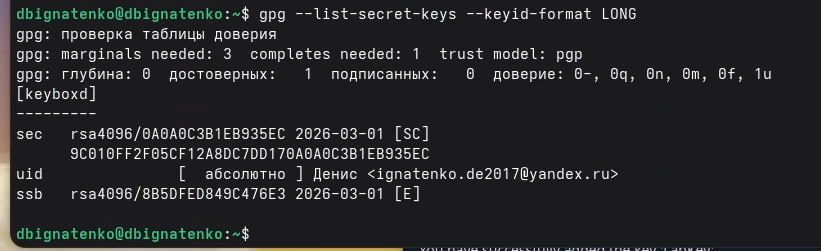 dbignatenko@dbignatenko:~$ gpg --list-secret-keys --keyid-format LONG
gpg: проверка таблицы доверия
gpg: marginals needed: 3  completes needed: 1  trust model: pgp
gpg: глубина: 0  достоверных:   1  подписанных:   0  доверие: 0-, 0q, 0n, 0m, 0f, 1u
[keyboxd]
---------
sec   rsa4096/0A0A0C3B1EB935EC 2026-03-01 [SC]
      9C010FF2F05CF12A8DC7DD170A0A0C3B1EB935EC
uid               [  абсолютно ] Денис <ignatenko.de2017@yandex.ru>
ssb   rsa4096/8B5DFED849C476E3 2026-03-01 [E]
dbignatenko@dbignatenko:~$